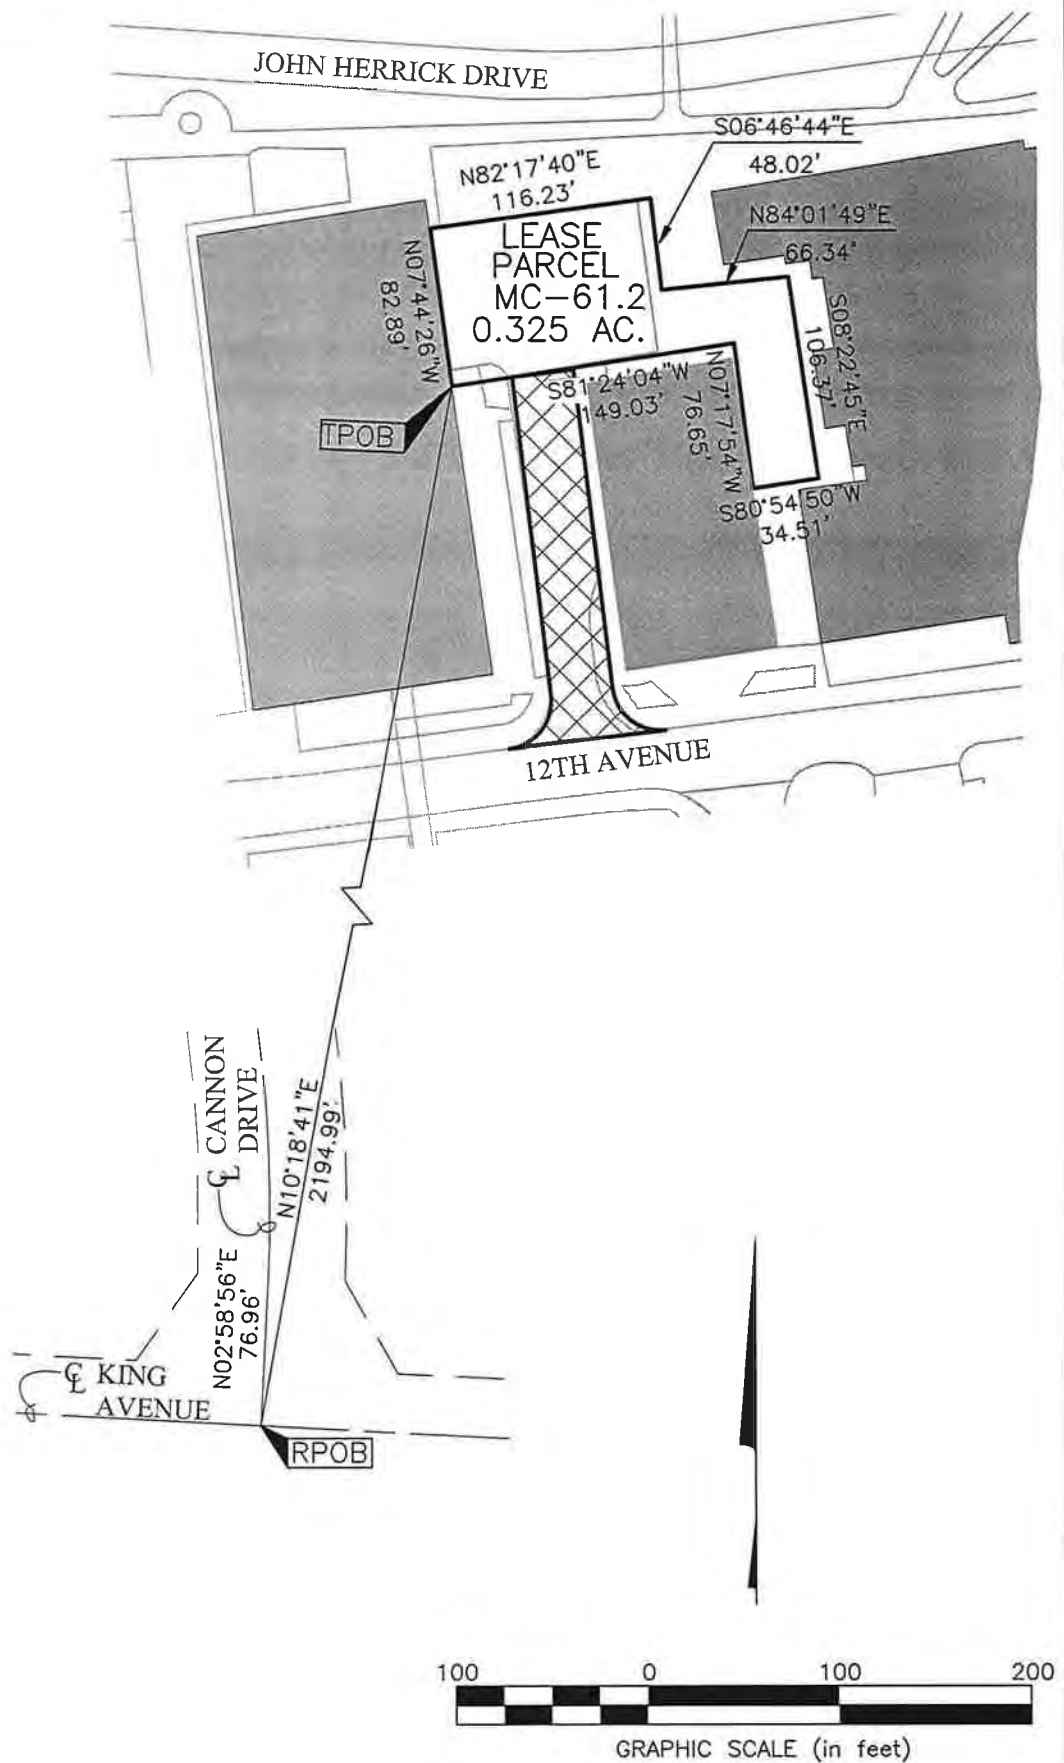 JOHN HERRICK DRIVE
S06°46'44"E
48.02'
N82°17'40"E
116.23'
N84°01'49"E
66.34'
LEASE
PARCEL
MC-61.2
0.325 AC.
N07°44'26"W
82.89'
S08°22'45"E
106.37'
S81°24'04"W
149.03'
N07°17'54"W
76.65'
TPOB
S80°54'50"W
34.51'
12TH AVENUE
℄ CANNON
DRIVE
N10°18'41"E
2194.99'
N02°58'56"E
76.96'
℄ KING
AVENUE
RPOB
100 0 100 200
GRAPHIC SCALE (in feet)